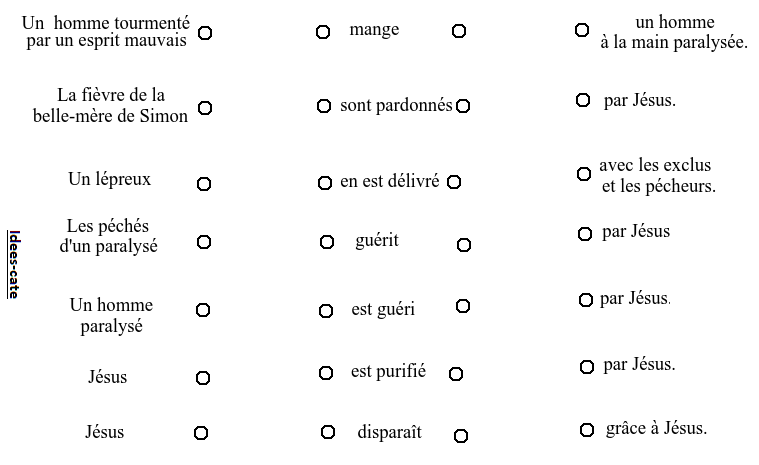 Un homme tourmenté
par un esprit mauvais
mange
un homme
à la main paralysée.
La fièvre de la
belle-mère de Simon
sont pardonnés
par Jésus.
Un lépreux
en est délivré
avec les exclus
et les pécheurs.
Les péchés
d'un paralysé
guérit
par Jésus
Un homme
paralysé
est guéri
par Jésus.
Jésus
est purifié
par Jésus.
Jésus
disparaît
grâce à Jésus.
Idees-cate